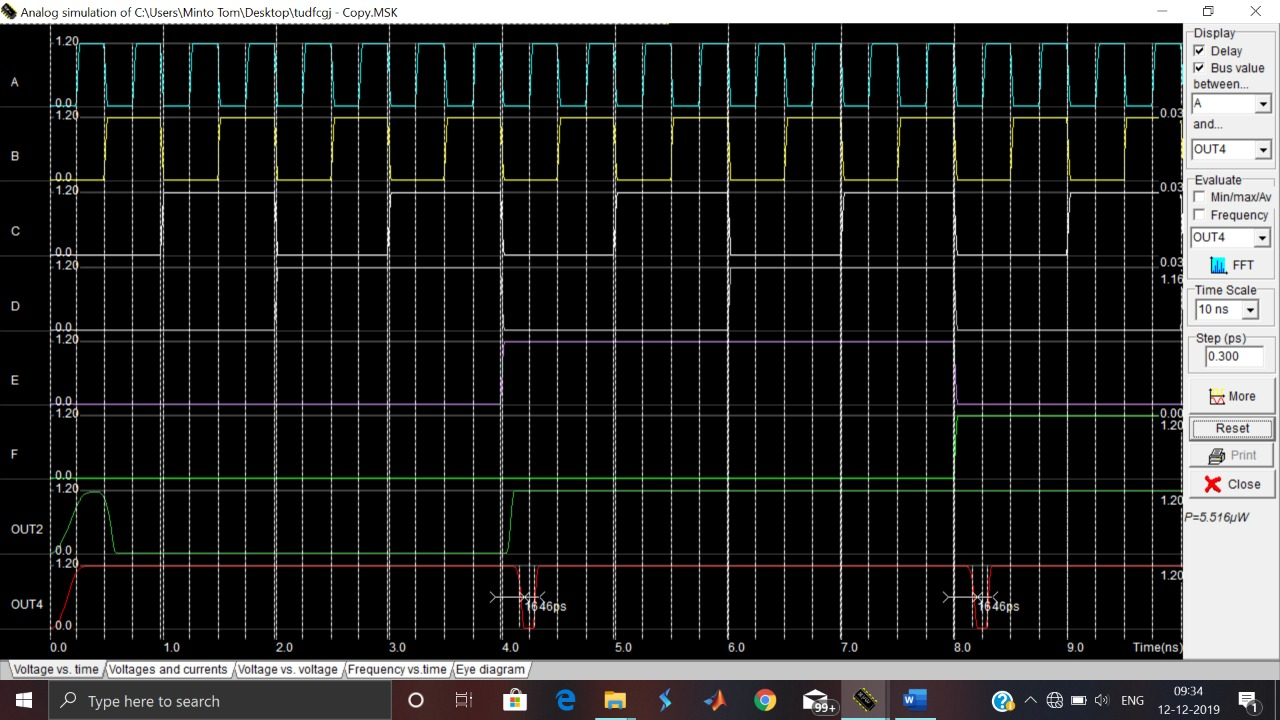 Analog simulation of C:\Users\Minto Tom\Desktop\tudfcgj - Copy.MSK
1.20
A
0.0
1.20
0.03
B
0.0
1.20
0.03
C
0.0
1.20
0.03
1.16
D
0.0
1.20
E
0.0
1.20
0.00
1.20
F
0.0
1.20
1.20
OUT2
0.0
1.20
1.20
OUT4
0.0
46ps
46ps
0.0 1.0 2.0 3.0 4.0 5.0 6.0 7.0 8.0 9.0 Time(ns)
Display
Delay
Bus value
between...
A
and...
OUT4
Evaluate
Min/max/Av
Frequency
OUT4
FFT
Time Scale
10 ns
Step (ps)
0.300
More
Reset
Print
Close
P=5.516µW
Voltage vs. time Voltages and currents Voltage vs. voltage Frequency vs.time Eye diagram
Type here to search
99+
W
ENG
09:34
12-12-2019
1